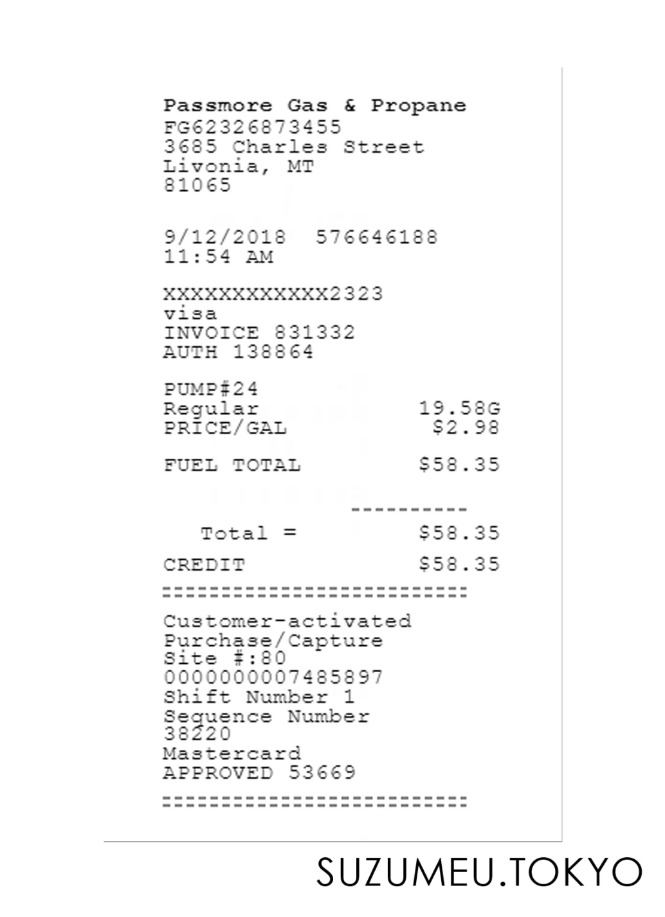 Passmore Gas & Propane
FG62326873455
3685 Charles Street
Livonia, MT
81065
9/12/2018 576646188
11:54 AM
XXXXXXXXXXXX2323
visa
INVOICE 831332
AUTH 138864
PUMP#24
Regular 19.58G
PRICE/GAL $2.98
FUEL TOTAL $58.35
----------
Total = $58.35
CREDIT $58.35
==========================
Customer-activated
Purchase/Capture
Site #:80
0000000007485897
Shift Number 1
Sequence Number
38220
Mastercard
APPROVED 53669
==========================
SUZUMEU.TOKYO